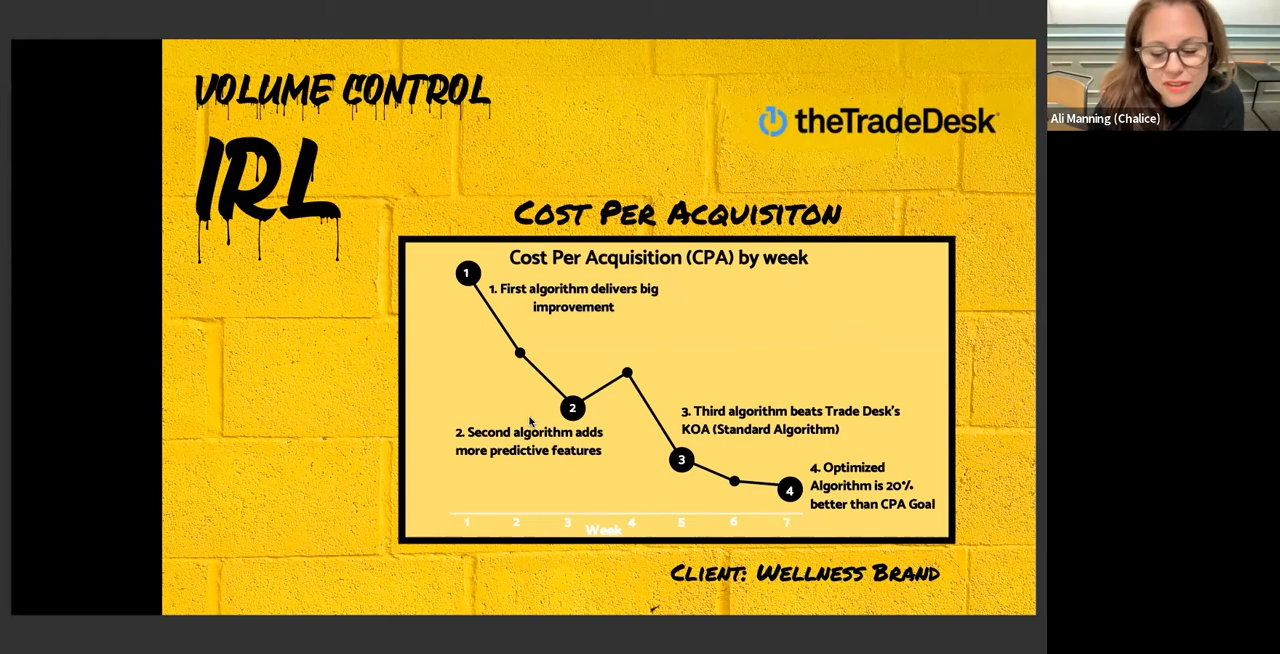 VOLUME CONTROL
IRL
theTradeDesk
COST PER ACQUISITON
Cost Per Acquisition (CPA) by week
1
1. First algorithm delivers big
improvement
2
2. Second algorithm adds
more predictive features
3. Third algorithm beats Trade Desk's
KOA (Standard Algorithm)
3
4. Optimized
Algorithm is 20%
better than CPA Goal
4
1 2 3 4 5 6 7
Week
CLIENT: WELLNESS BRAND
Ali Manning (Chalice)